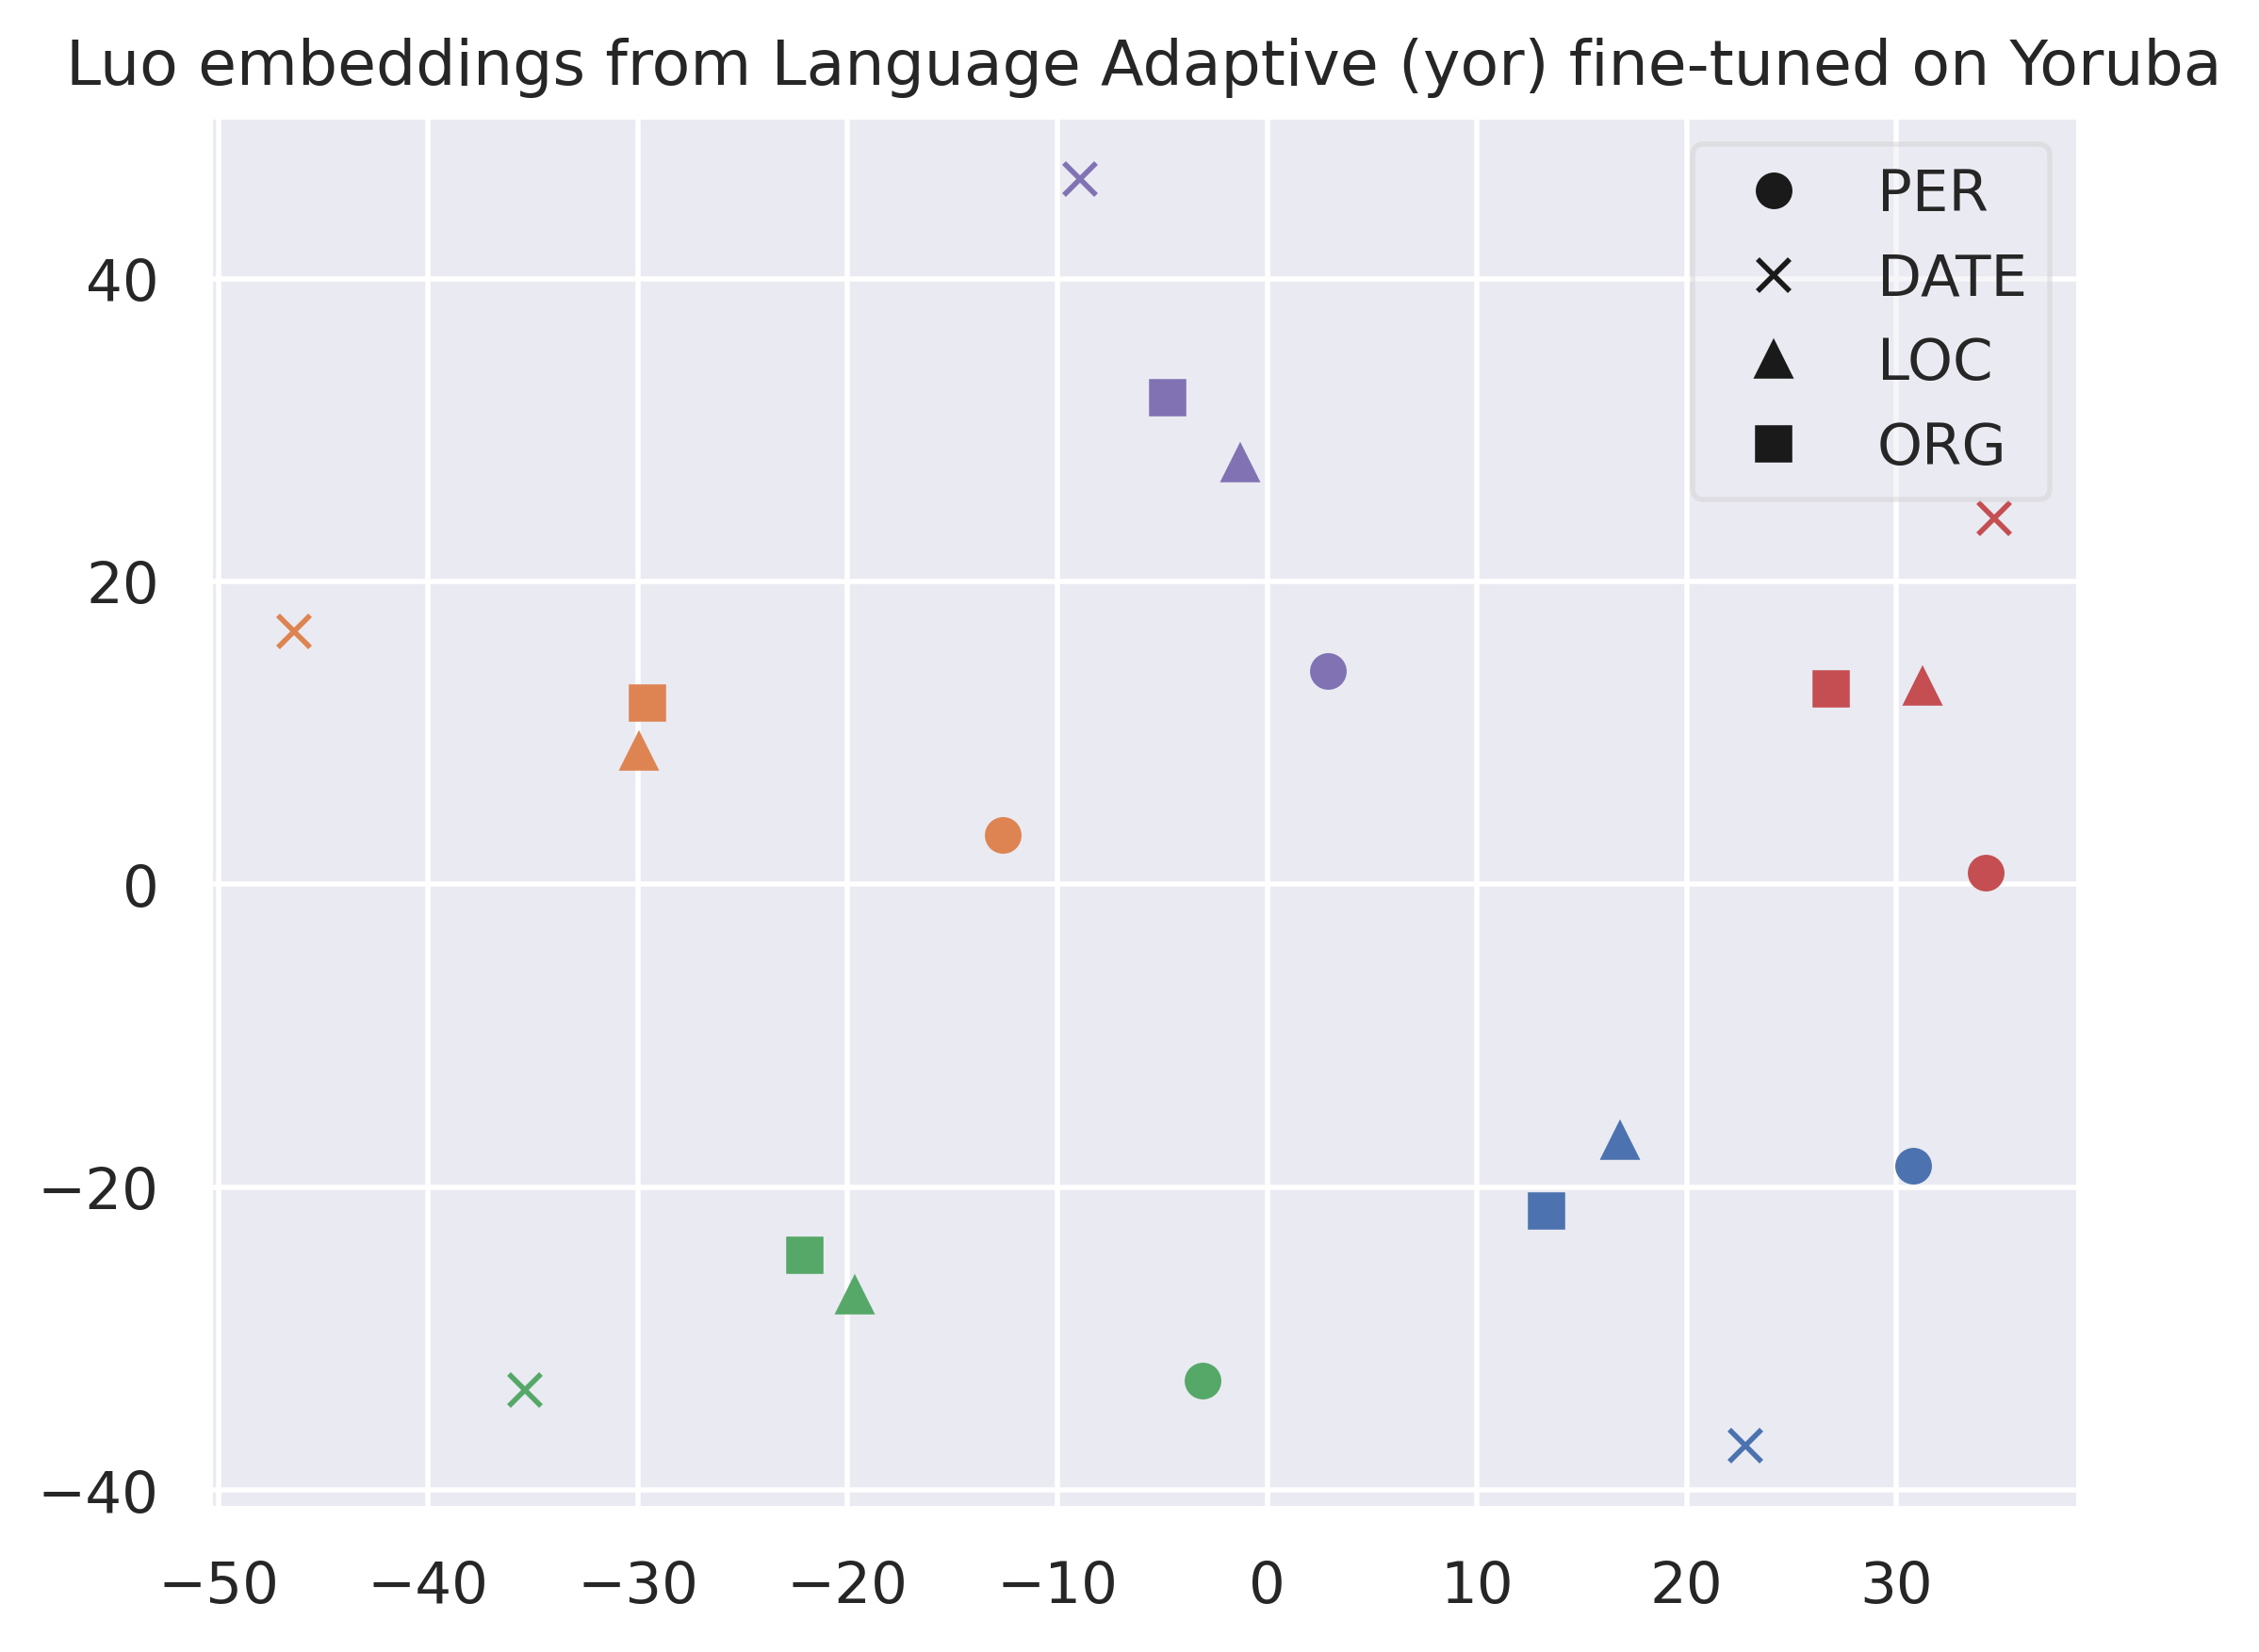 Luo embeddings from Language Adaptive (yor) fine-tuned on Yoruba
PER
DATE
LOC
ORG
40
20
0
−20
−40
−50 −40 −30 −20 −10 0 10 20 30